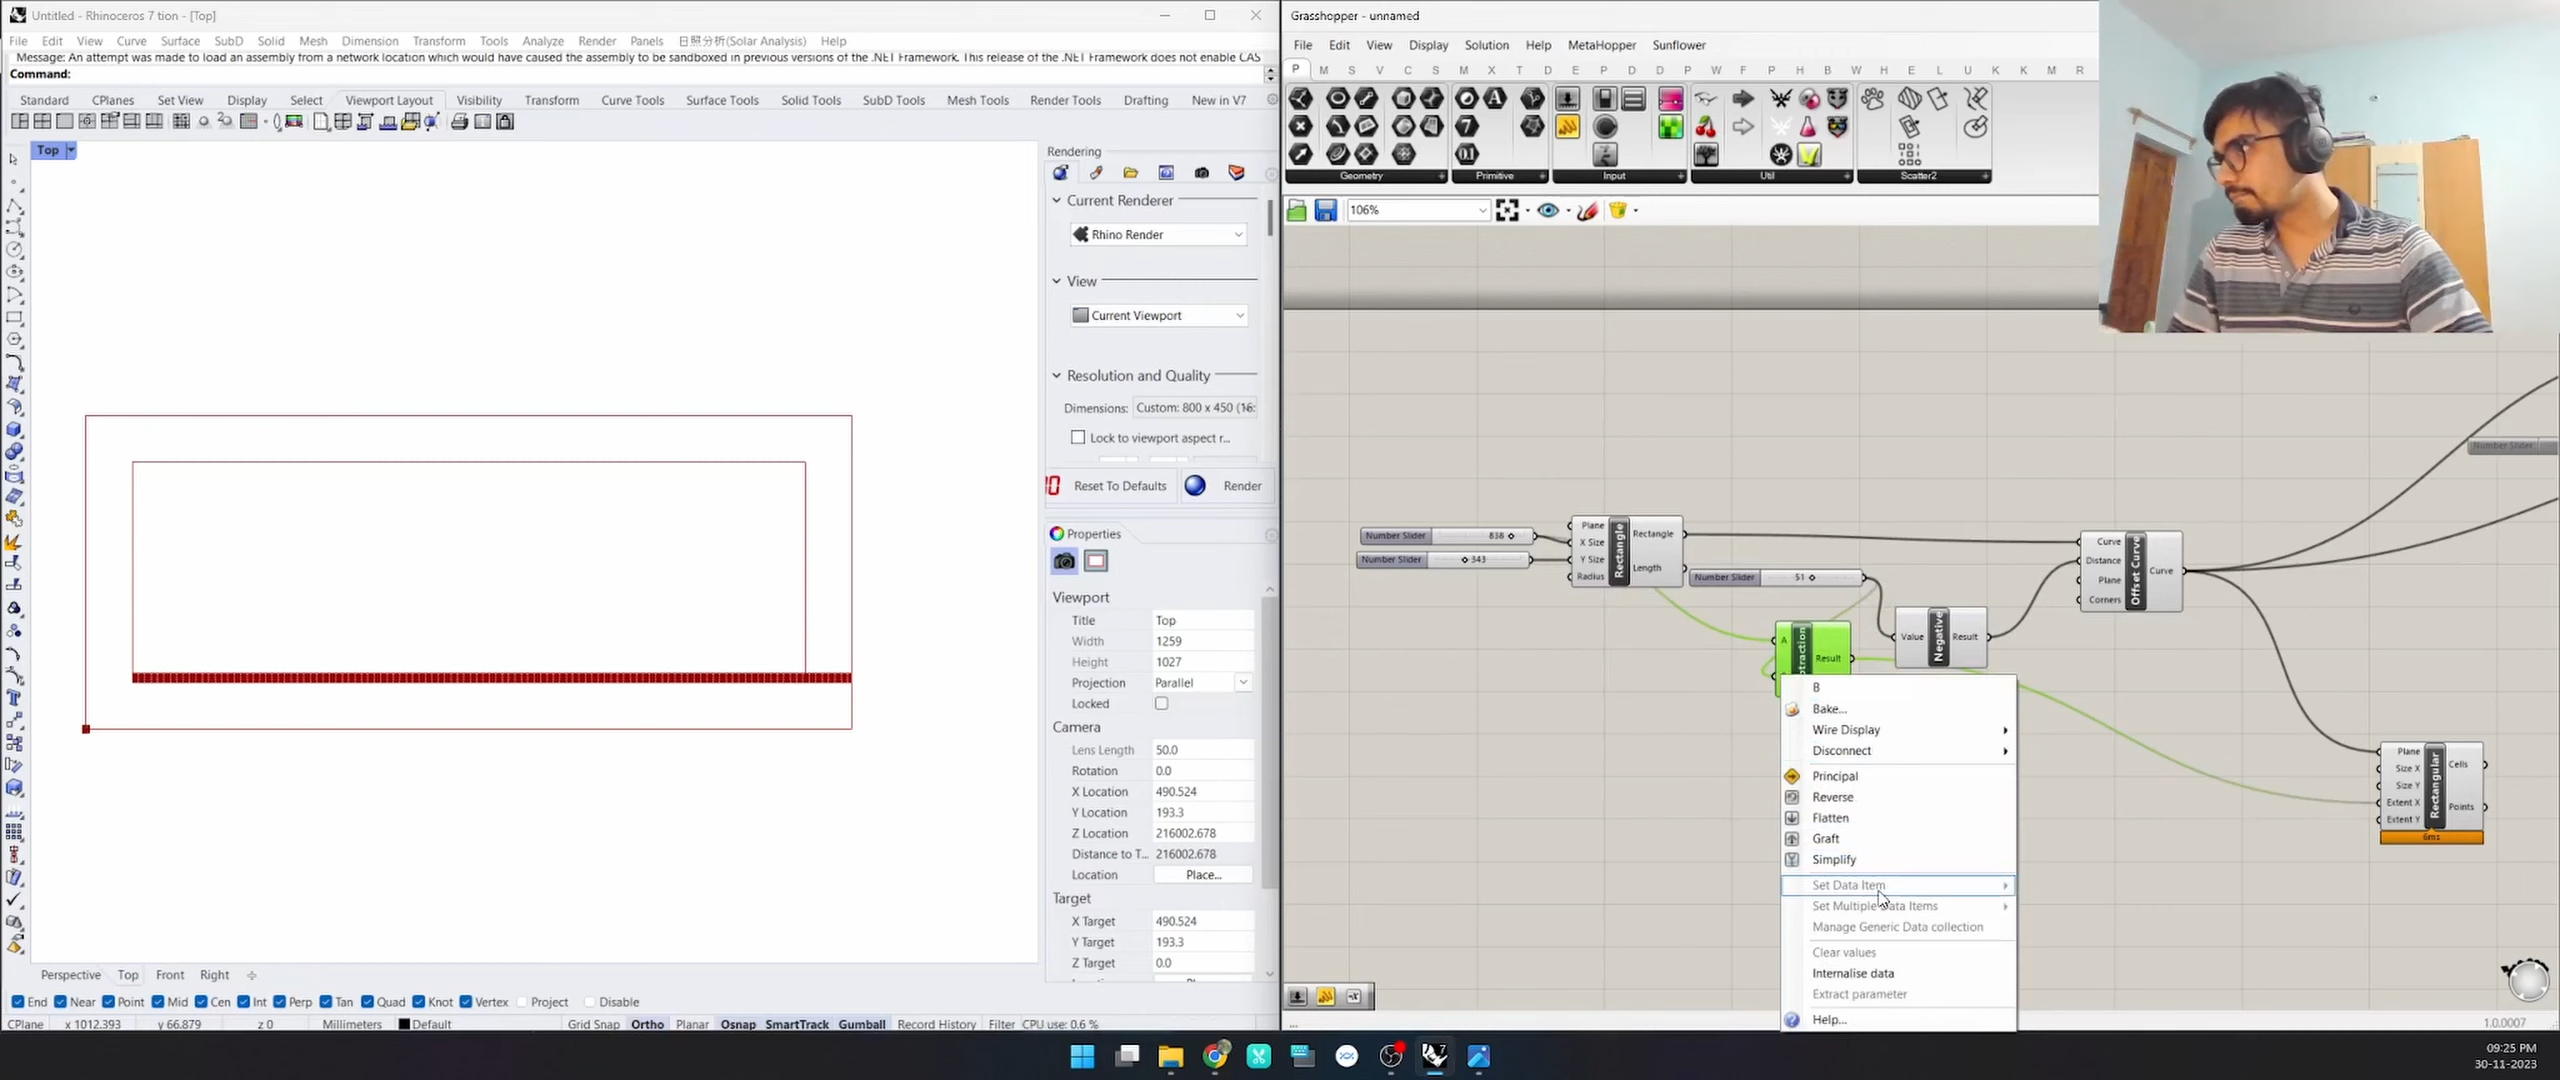 Untitled - Rhinoceros 7 tion - [Top]
File Edit View Curve Surface SubD Solid Mesh Dimension Transform Tools Analyze Render Panels 日照分析(Solar Analysis) Help
Message: An attempt was made to load an assembly from a network location which would have caused the assembly to be sandboxed in previous versions of the .NET Framework. This release of the .NET Framework does not enable CAS
Command:
Standard CPlanes Set View Display Select Viewport Layout Visibility Transform Curve Tools Surface Tools Solid Tools SubD Tools Mesh Tools Render Tools Drafting New in V7
Top
Rendering
Current Renderer
Rhino Render
View
Current Viewport
Resolution and Quality
Dimensions: Custom: 800 x 450 (16:
Lock to viewport aspect r...
Reset To Defaults Render
Properties
Viewport
Title Top
Width 1259
Height 1027
Projection Parallel
Locked
Camera
Lens Length 50.0
Rotation 0.0
X Location 490.524
Y Location 193.3
Z Location 216002.678
Distance to T... 216002.678
Location Place...
Target
X Target 490.524
Y Target 193.3
Z Target 0.0
Perspective Top Front Right
End Near Point Mid Cen Int Perp Tan Quad Knot Vertex Project Disable
CPlane x 1012.393 y 66.879 z 0 Millimeters Default Grid Snap Ortho Planar Osnap SmartTrack Gumball Record History Filter CPU use: 0.6 %
Grasshopper - unnamed
File Edit View Display Solution Help MetaHopper Sunflower
P M S V C S M X T D E P D D P W F T P H B W H E L U K K M R
Geometry Primitive Input Util Scatter2
106%
Number Slider
Number Slider 838
Number Slider 343
Plane
X Size
Y Size
Radius
Rectangle
Rectangle
Length
Number Slider 51
A
traction
Result
Value
Negative
Result
Curve
Distance
Plane
Corners
Offset Curve
Curve
Plane
Size X
Size Y
Extent X
Extent Y
Rectangular
Cells
Points
6ms
B
Bake...
Wire Display
Disconnect
Principal
Reverse
Flatten
Graft
Simplify
Set Data Item
Set Multiple Data Items
Manage Generic Data collection
Clear values
Internalise data
Extract parameter
Help...
...
1.0.0007
09:25 PM
30-11-2023